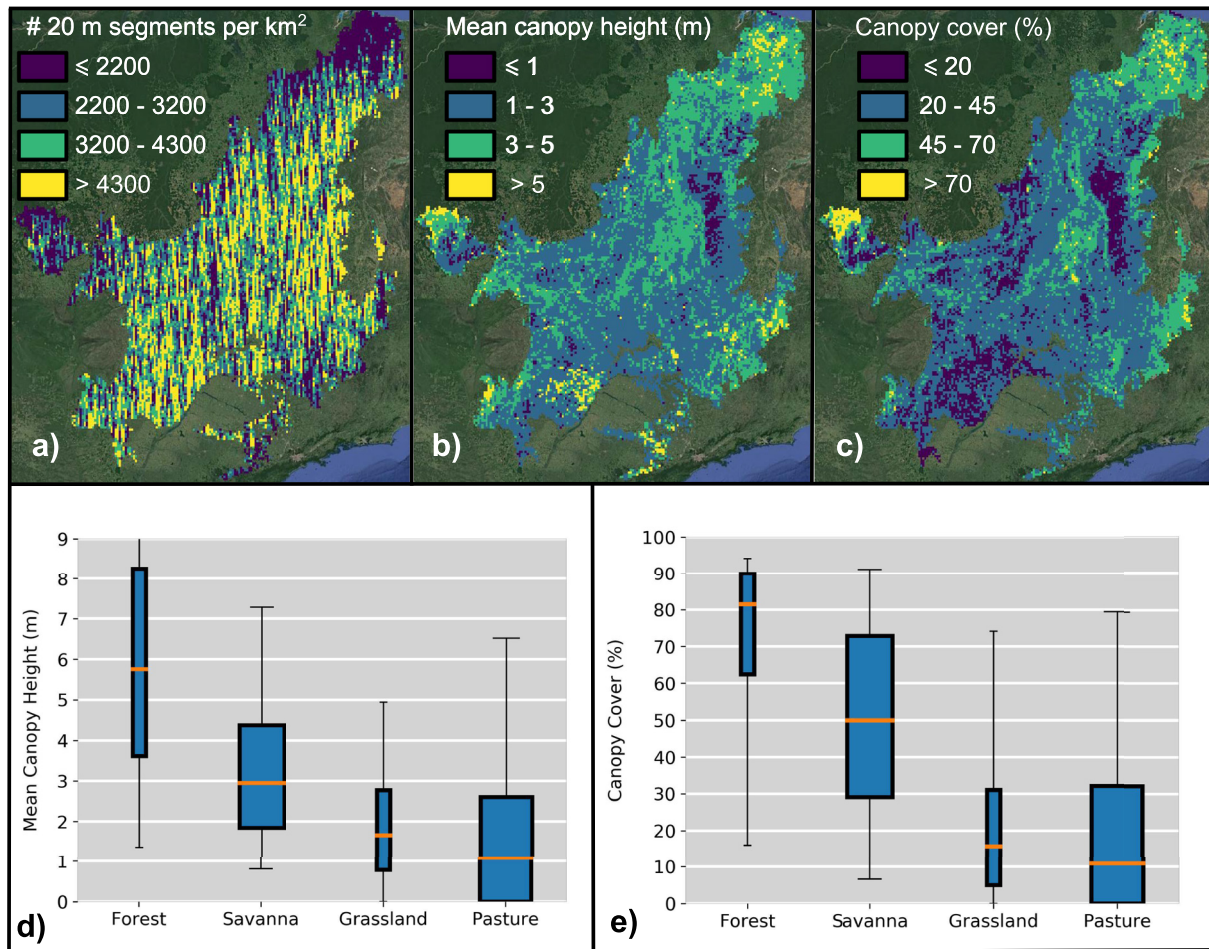 # 20 m segments per km²
⩽ 2200
2200 - 3200
3200 - 4300
> 4300
a)
Mean canopy height (m)
⩽ 1
1 - 3
3 - 5
> 5
b)
Canopy cover (%)
⩽ 20
20 - 45
45 - 70
> 70
c)
Mean Canopy Height (m)
9
8
7
6
5
4
3
2
1
0
Forest Savanna Grassland Pasture
d)
Canopy Cover (%)
100
90
80
70
60
50
40
30
20
10
0
Forest Savanna Grassland Pasture
e)